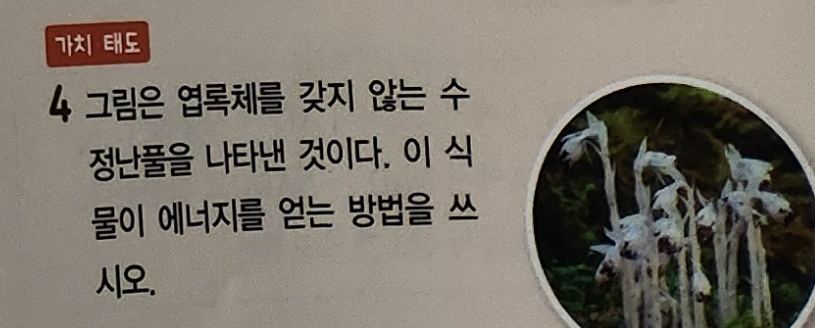 가치 태도
4 그림은 엽록체를 갖지 않는 수
정난풀을 나타낸 것이다. 이 식
물이 에너지를 얻는 방법을 쓰
시오.